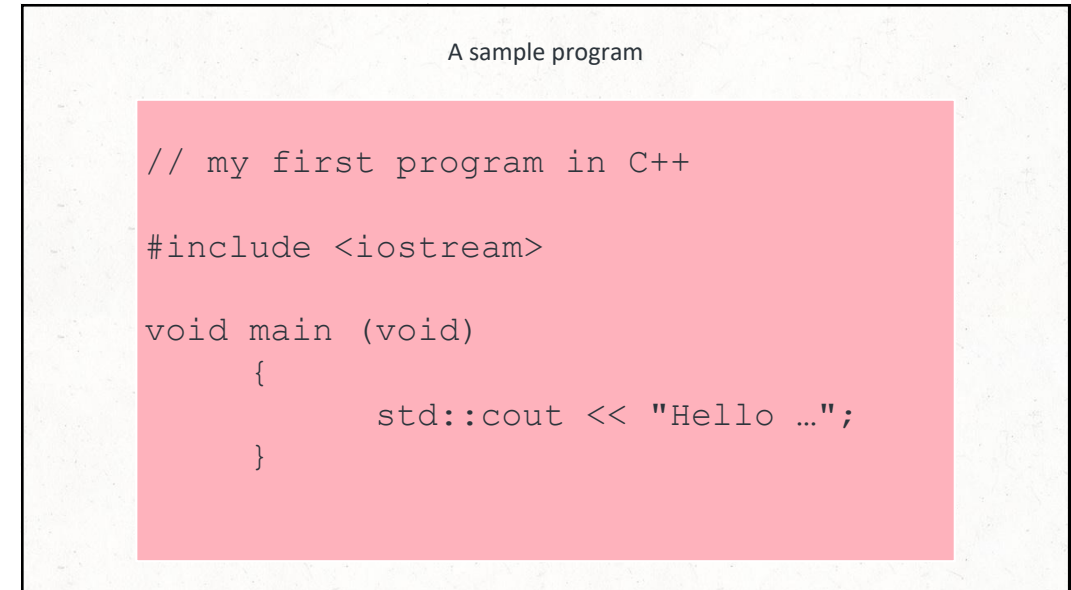 A sample program
// my first program in C++
#include <iostream>
void main (void)
{
std::cout << "Hello …";
}